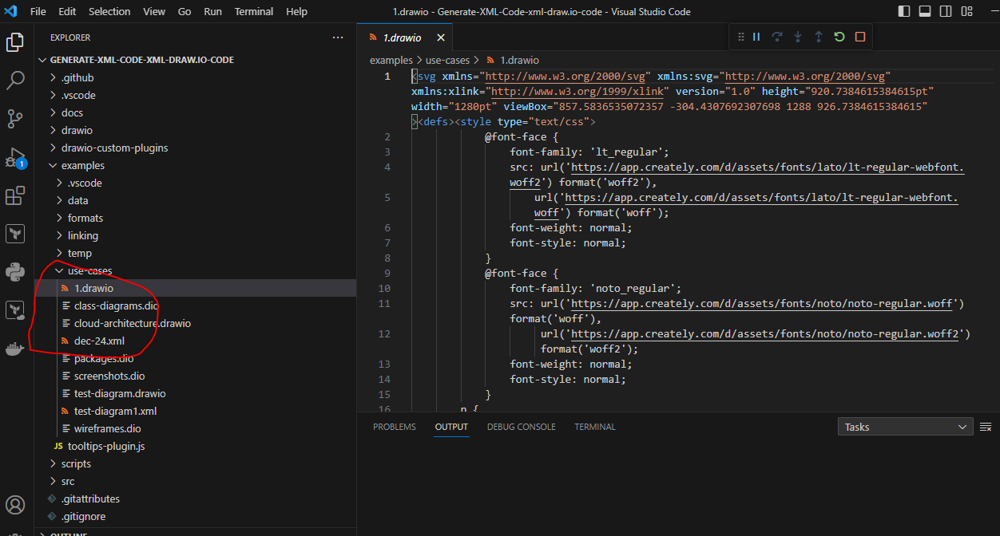 File Edit Selection View Go Run Terminal Help 1.drawio - Generate-XML-Code-xml-draw.io-code - Visual Studio Code
EXPLORER ···
GENERATE-XML-CODE-XML-DRAW.IO-CODE
.github
.vscode
docs
drawio
drawio-custom-plugins
1
examples
.vscode
data
formats
linking
temp
use-cases
1.drawio
class-diagrams.dio
cloud-architecture.drawio
dec-24.xml
packages.dio
screenshots.dio
test-diagram.drawio
test-diagram1.xml
wireframes.dio
JS tooltips-plugin.js
scripts
src
.gitattributes
.gitignore
OUTLINE
1.drawio
examples > use-cases > 1.drawio
1 <svg xmlns="http://www.w3.org/2000/svg" xmlns:svg="http://www.w3.org/2000/svg"
xmlns:xlink="http://www.w3.org/1999/xlink" version="1.0" height="920.7384615384615pt"
width="1280pt" viewBox="857.5836535072357 -304.4307692307698 1288 926.7384615384615"
><defs><style type="text/css">
2 @font-face {
3 font-family: 'lt_regular';
4 src: url('https://app.creately.com/d/assets/fonts/lato/lt-regular-webfont.
woff2') format('woff2'),
5 url('https://app.creately.com/d/assets/fonts/lato/lt-regular-webfont.
woff') format('woff');
6 font-weight: normal;
7 font-style: normal;
8 }
9 @font-face {
10 font-family: 'noto_regular';
11 src: url('https://app.creately.com/d/assets/fonts/noto/noto-regular.woff')
format('woff'),
12 url('https://app.creately.com/d/assets/fonts/noto/noto-regular.woff2')
format('woff2');
13 font-weight: normal;
14 font-style: normal;
15 }
16 p {
PROBLEMS OUTPUT DEBUG CONSOLE TERMINAL Tasks